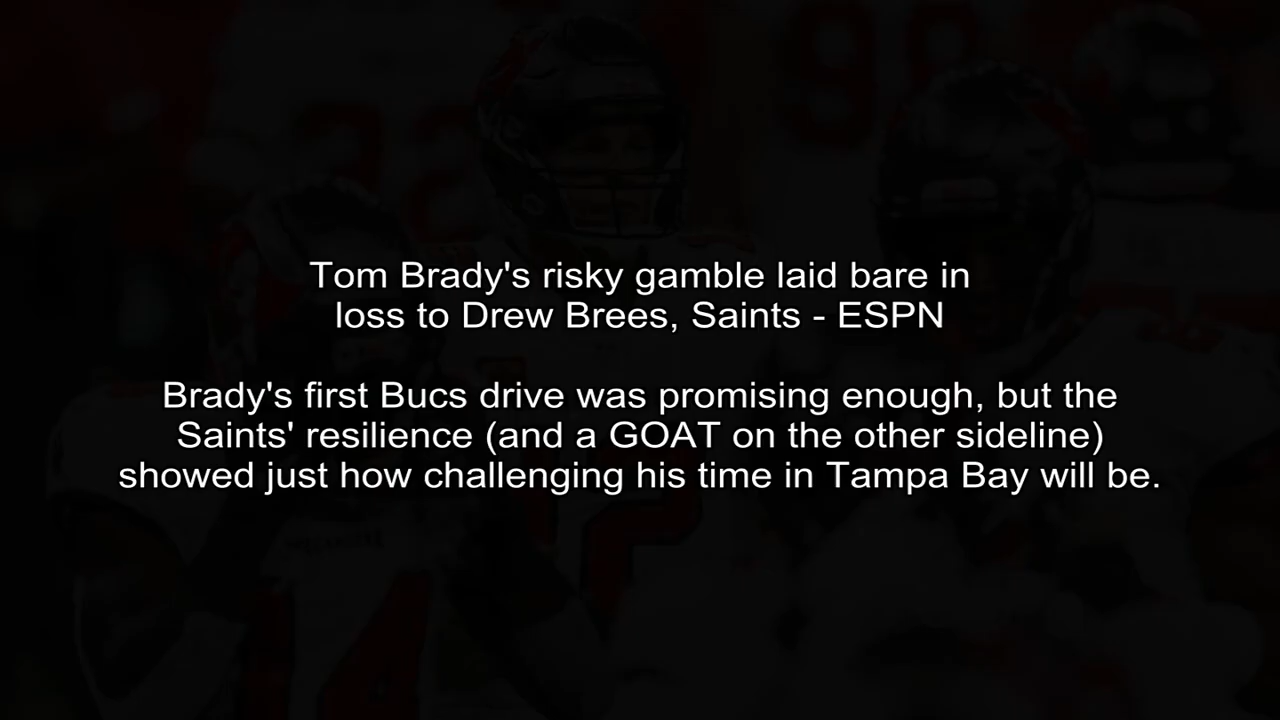 Tom Brady's risky gamble laid bare in
loss to Drew Brees, Saints - ESPN
Brady's first Bucs drive was promising enough, but the
Saints' resilience (and a GOAT on the other sideline)
showed just how challenging his time in Tampa Bay will be.